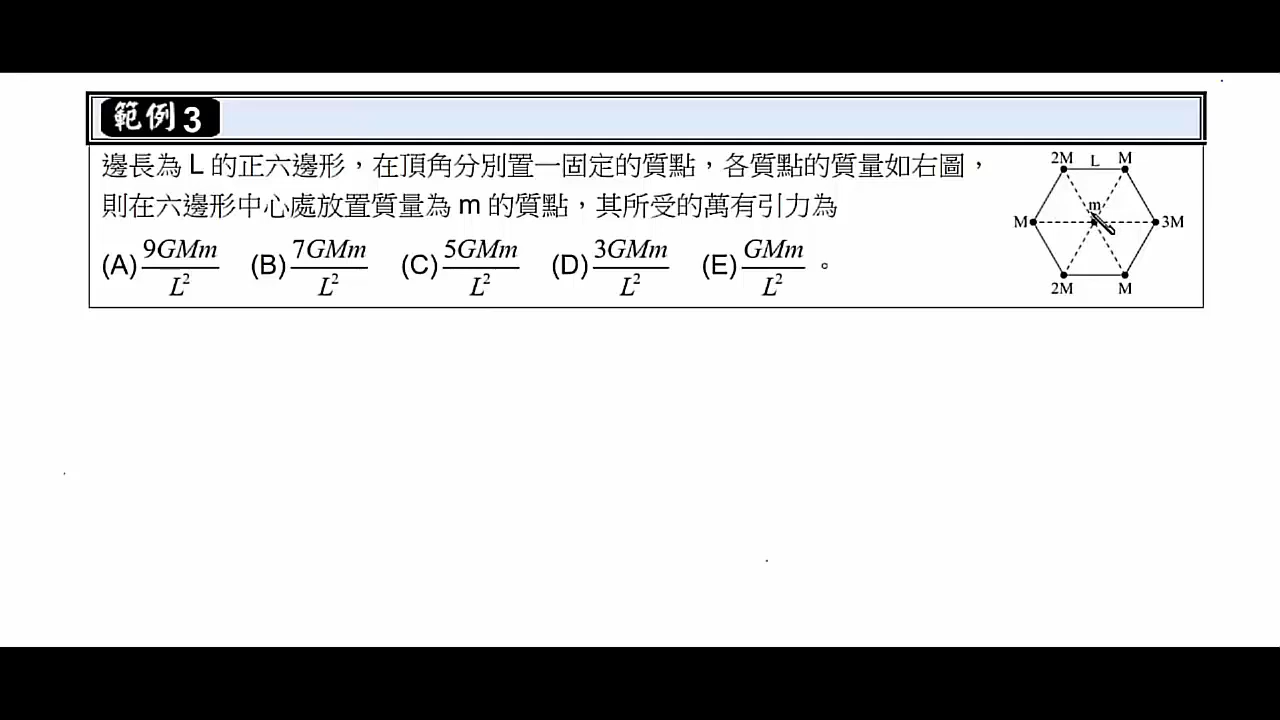 範例 3
邊長為 L 的正六邊形，在頂角分別置一固定的質點，各質點的質量如右圖，
則在六邊形中心處放置質量為 m 的質點，其所受的萬有引力為
(A) 9GMm/L² (B) 7GMm/L² (C) 5GMm/L² (D) 3GMm/L² (E) GMm/L² 。
2M L M
m
M 3M
2M M